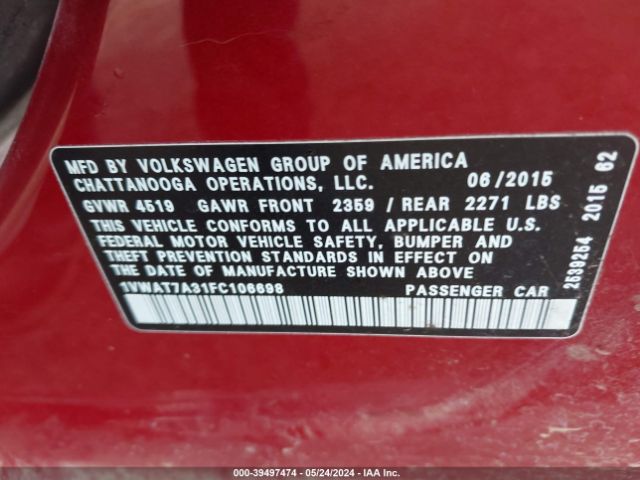 MFD BY VOLKSWAGEN GROUP OF AMERICA
CHATTANOOGA OPERATIONS, LLC. 06/2015
GVWR 4519 GAWR FRONT 2359 / REAR 2271 LBS
THIS VEHICLE CONFORMS TO ALL APPLICABLE U.S.
FEDERAL MOTOR VEHICLE SAFETY, BUMPER AND
THEFT PREVENTION STANDARDS IN EFFECT ON
THE DATE OF MANUFACTURE SHOWN ABOVE
1VWAT7A31FC106698 PASSENGER CAR
2539254 2015 62
000-39497474 — 05/24/2024 — IAA Inc.